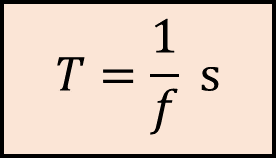 T = 1/f s